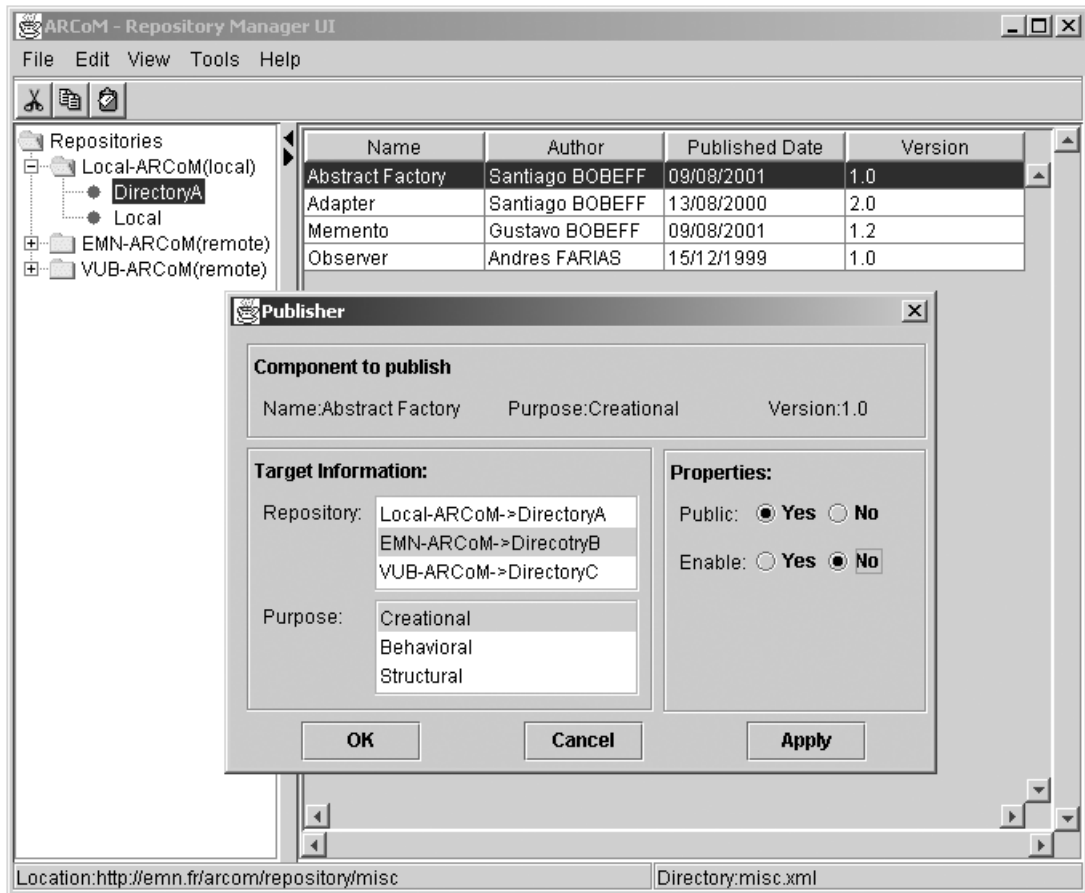 ARCoM - Repository Manager UI
File Edit View Tools Help
Repositories
Local-ARCoM(local)
DirectoryA
Local
EMN-ARCoM(remote)
VUB-ARCoM(remote)
Name Author Published Date Version
Abstract Factory Santiago BOBEFF 09/08/2001 1.0
Adapter Santiago BOBEFF 13/08/2000 2.0
Memento Gustavo BOBEFF 09/08/2001 1.2
Observer Andres FARIAS 15/12/1999 1.0
Publisher
Component to publish
Name:Abstract Factory Purpose:Creational Version:1.0
Target Information:
Repository: Local-ARCoM->DirectoryA
EMN-ARCoM->DirecotryB
VUB-ARCoM->DirectoryC
Purpose: Creational
Behavioral
Structural
Properties:
Public: Yes No
Enable: Yes No
OK Cancel Apply
Location:http://emn.fr/arcom/repository/misc Directory:misc.xml